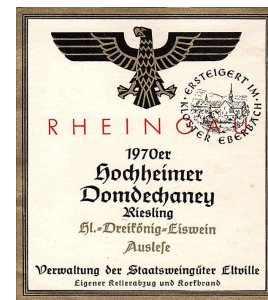 ERSTEIGERT IM
KLOSTER EBERBACH
RHEINGAU
1970er
Hochheimer
Domdechaney
Riesling
Hl.-Dreikönig-Eiswein
Auslese
Verwaltung der Staatsweingüter Eltville
Eigener Kellerabzug und Korkbrand